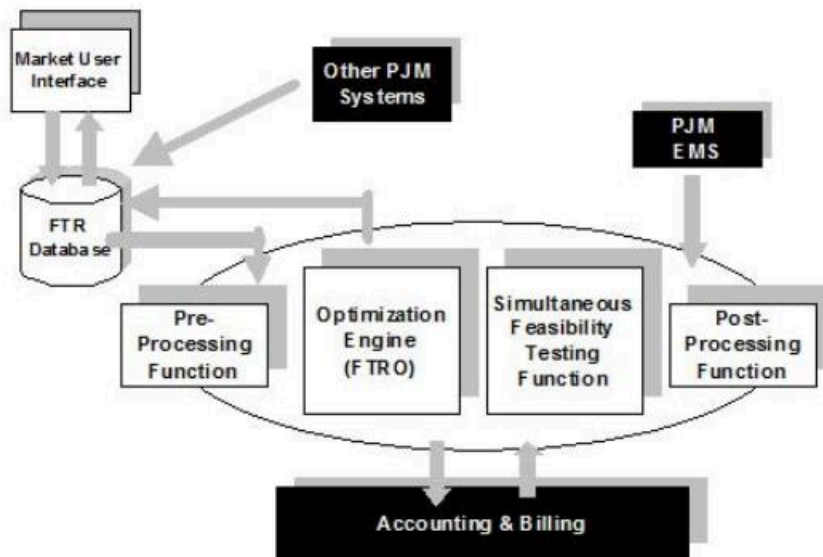 Market User
Interface
Other PJM
Systems
PJM
EMS
FTR
Database
Pre-
Processing
Function
Optimization
Engine
(FTRO)
Simultaneous
Feasibility
Testing
Function
Post-
Processing
Function
Accounting & Billing